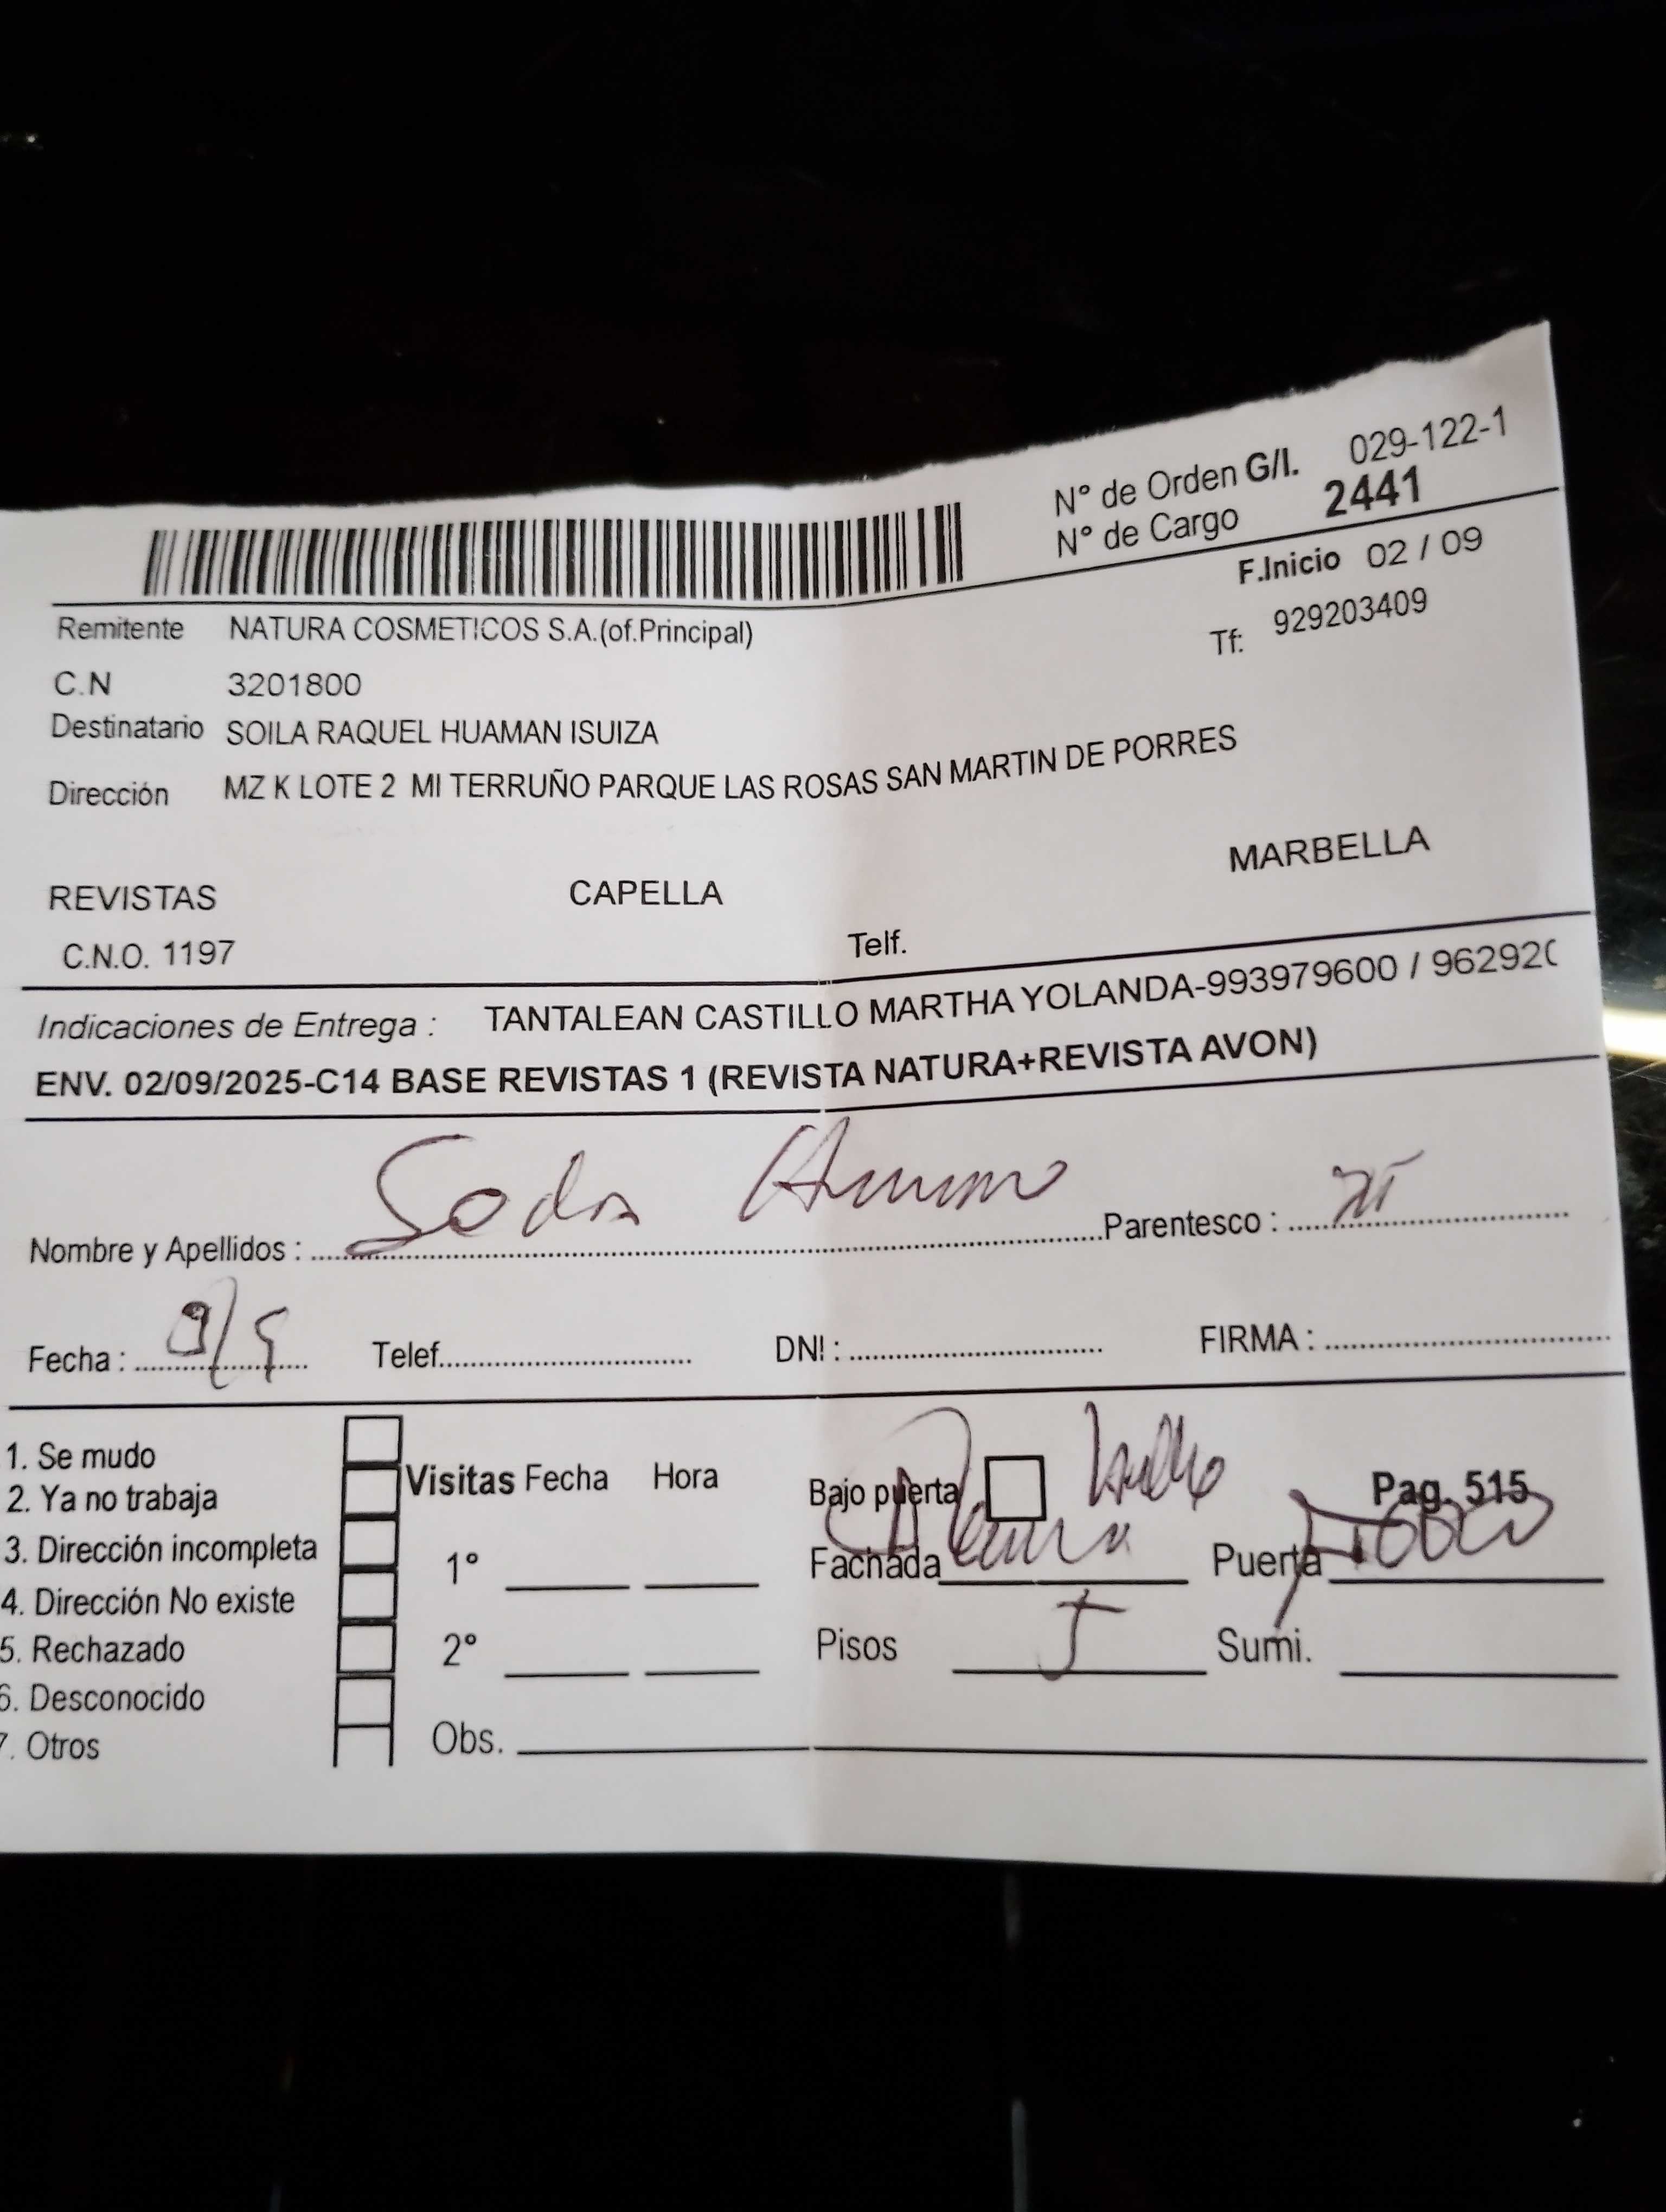 N° de Orden G/I. 029-122-1
N° de Cargo 2441
F.Inicio 02 / 09
Remitente NATURA COSMETICOS S.A.(of.Principal)
Tf: 929203409
C.N 3201800
Destinatario SOILA RAQUEL HUAMAN ISUIZA
Dirección MZ K LOTE 2 MI TERRUÑO PARQUE LAS ROSAS SAN MARTIN DE PORRES
REVISTAS CAPELLA MARBELLA
C.N.O. 1197 Telf.
Indicaciones de Entrega : TANTALEAN CASTILLO MARTHA YOLANDA-993979600 / 96292
ENV. 02/09/2025-C14 BASE REVISTAS 1 (REVISTA NATURA+REVISTA AVON)
Nombre y Apellidos : Parentesco :
Fecha : Telef. DNI : FIRMA :
1. Se mudo
2. Ya no trabaja
3. Dirección incompleta
4. Dirección No existe
5. Rechazado
6. Desconocido
7. Otros
Visitas Fecha Hora
1°
2°
Obs.
Bajo puerta Pag. 515
Fachada Puerta
Pisos Sumi.